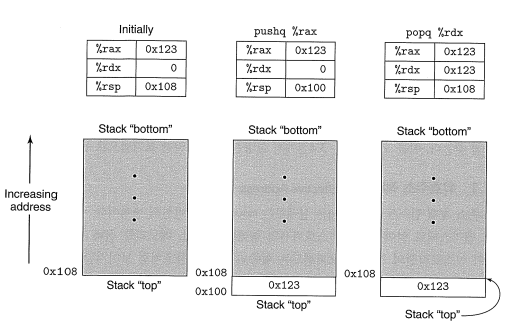 Initially
%rax 0x123
%rdx 0
%rsp 0x108
pushq %rax
%rax 0x123
%rdx 0
%rsp 0x100
popq %rdx
%rax 0x123
%rdx 0x123
%rsp 0x108
Increasing
address
Stack “bottom”
0x108
Stack “top”
Stack “bottom”
0x108
0x100
0x123
Stack “top”
Stack “bottom”
0x108
0x123
Stack “top”